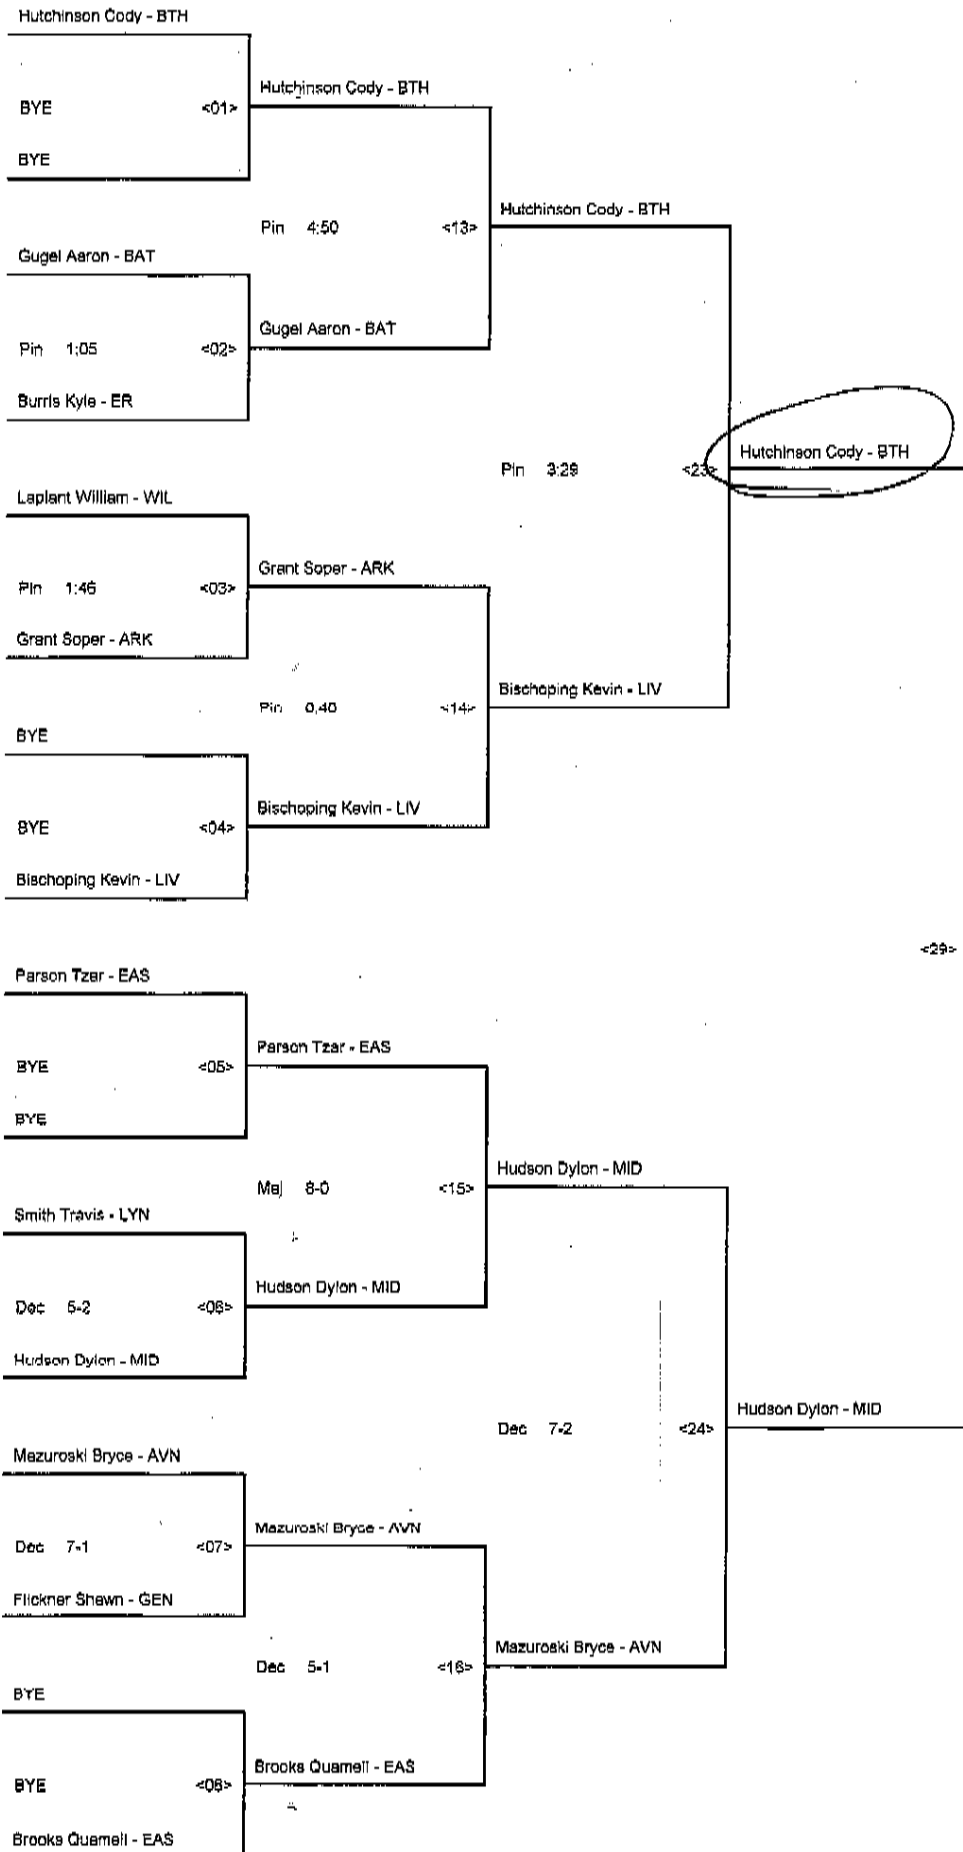 Hutchinson Cody - BTH
Hutchinson Cody - BTH
BYE <01>
BYE
Hutchinson Cody - BTH
Pin 4:50 <13>
Gugel Aaron - BAT
Gugel Aaron - BAT
Pin 1:05 <02>
Burris Kyle - ER
Hutchinson Cody - BTH
Pin 3:29 <23>
Laplant William - WIL
Grant Soper - ARK
Pin 1:46 <03>
Grant Soper - ARK
Bischoping Kevin - LIV
Pin 0:40 <14>
BYE
Bischoping Kevin - LIV
BYE <04>
Bischoping Kevin - LIV
<29>
Parson Tzar - EAS
Parson Tzar - EAS
BYE <05>
BYE
Hudson Dylon - MID
Maj 8-0 <15>
Smith Travis - LYN
Hudson Dylon - MID
Dec 5-2 <06>
Hudson Dylon - MID
Hudson Dylon - MID
Dec 7-2 <24>
Mazuroski Bryce - AVN
Mazuroski Bryce - AVN
Dec 7-1 <07>
Flickner Shawn - GEN
Mazuroski Bryce - AVN
Dec 5-1 <16>
BYE
Brooks Quamell - EAS
BYE <08>
Brooks Quamell - EAS